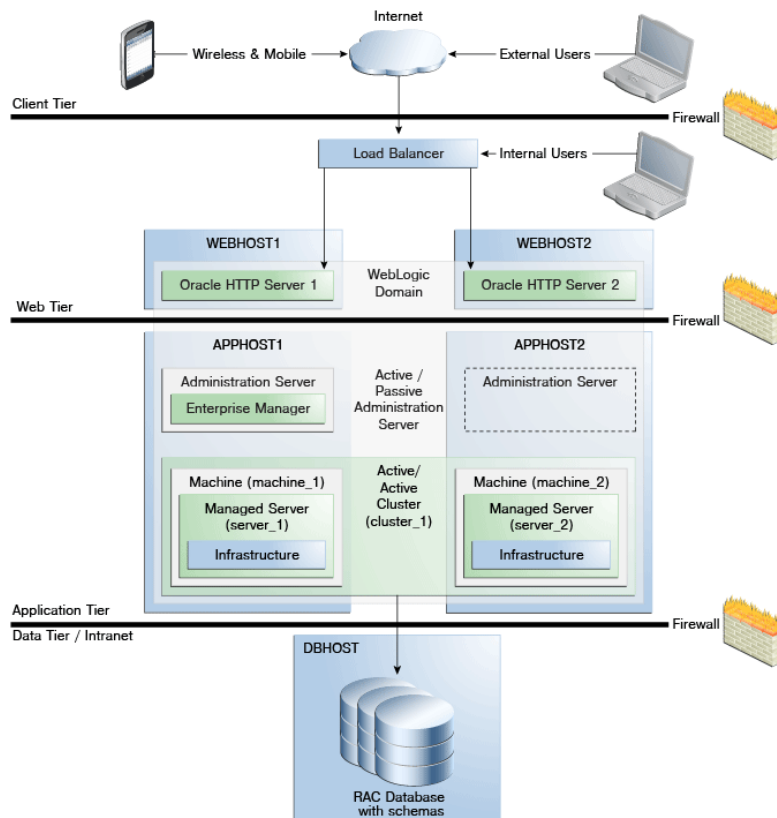 Internet
Wireless & Mobile
External Users
Client Tier
Firewall
Load Balancer
Internal Users
WEBHOST1
WEBHOST2
Oracle HTTP Server 1
WebLogic
Domain
Oracle HTTP Server 2
Web Tier
Firewall
APPHOST1
APPHOST2
Administration Server
Enterprise Manager
Active /
Passive
Administration
Server
Administration Server
Machine (machine_1)
Managed Server
(server_1)
Infrastructure
Active/
Active
Cluster
(cluster_1)
Machine (machine_2)
Managed Server
(server_2)
Infrastructure
Application Tier
Firewall
Data Tier / Intranet
DBHOST
RAC Database
with schemas